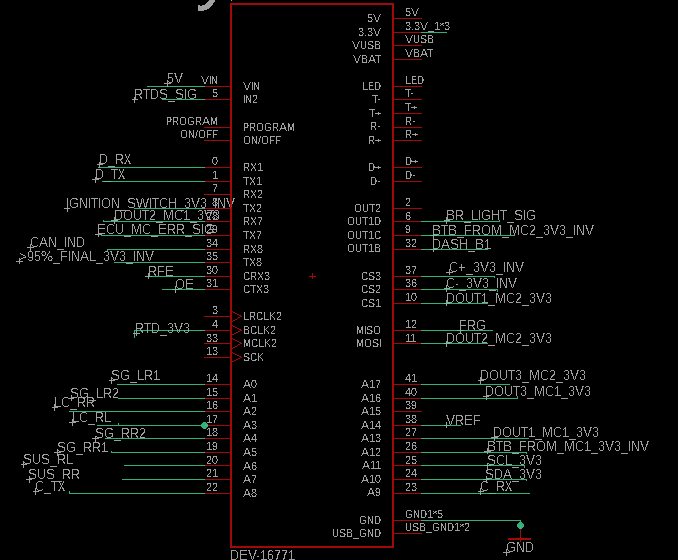 5V 5V
3.3V 3.3V_1*3
VUSB VUSB
VBAT VBAT
5V VIN VIN LED LED
RTDS_SIG 5 IN2 T- T-
T+ T+
PROGRAM PROGRAM R- R-
ON/OFF ON/OFF R+ R+
D_RX 0 RX1 D+ D+
D_TX 1 TX1 D- D-
7 RX2
IGNITION_SWITCH_3V3_INV 8 TX2 OUT2 2
DOUT2_MC1_3V3 RX7 OUT1D 6 BR_LIGHT_SIG
ECU_MC_ERR_SIG TX7 OUT1C 9 BTB_FROM_MC2_3V3_INV
CAN_IND 34 RX8 OUT1B 32 DASH_B1
>95%_FINAL_3V3_INV 35 TX8
RFE 30 CRX3 CS3 37 C+_3V3_INV
OE 31 CTX3 CS2 36 C-_3V3_INV
CS1 10 DOUT1_MC2_3V3
3 LRCLK2
RTD_3V3 4 BCLK2 MISO 12 FRG
33 MCLK2 MOSI 11 DOUT2_MC2_3V3
13 SCK
SG_LR1 14 A0 A17 41 DOUT3_MC2_3V3
SG_LR2 15 A1 A16 40 DOUT3_MC1_3V3
LC_RR 16 A2 A15 39
LC_RL 17 A3 A14 38 VREF
SG_RR2 18 A4 A13 27 DOUT1_MC1_3V3
SG_RR1 19 A5 A12 26 BTB_FROM_MC1_3V3_INV
SUS_RL 20 A6 A11 25 SCL_3V3
SUS_RR 21 A7 A10 24 SDA_3V3
C_TX 22 A8 A9 23 C_RX
GND GND1*5
USB_GND USB_GND1*2
GND
DEV-16771